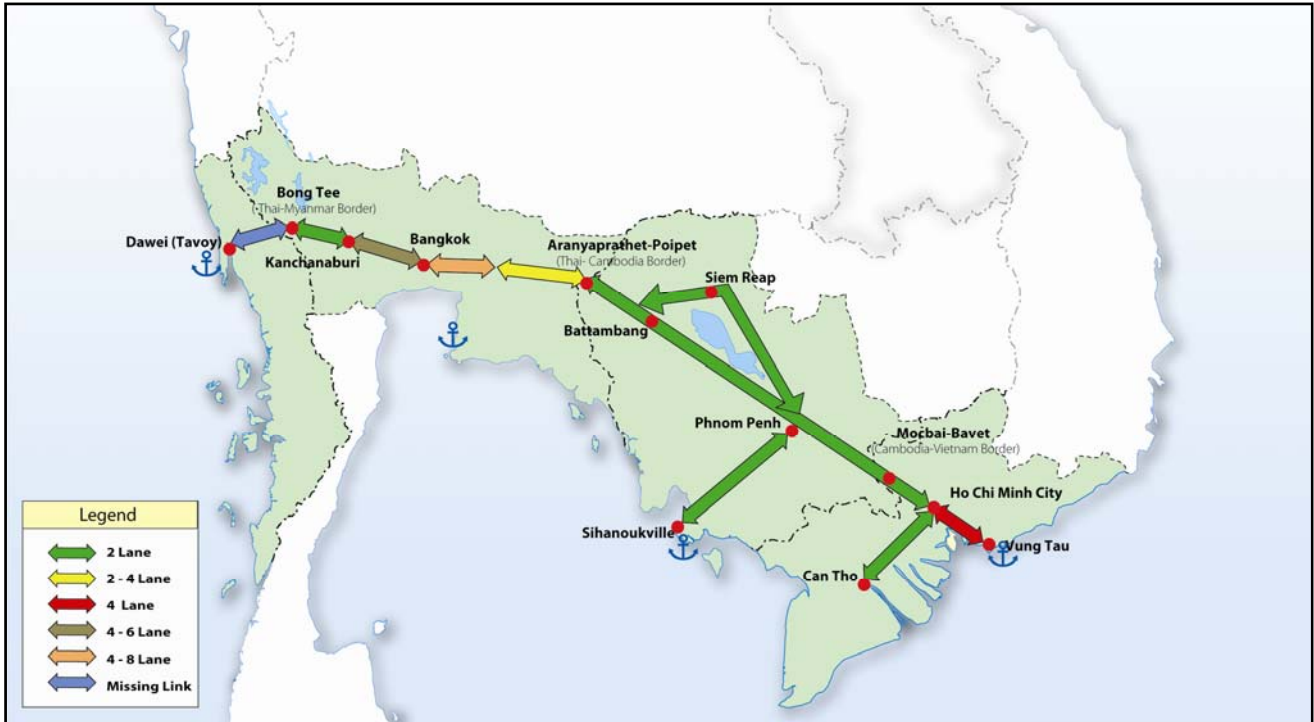 Bong Tee
( Thai-Myanmar Border)
Dawei (Tavoy)
Kanchanaburi
Bangkok
Aranyaprathet-Poipet
(Thai- Cambodia Border)
Siem Reap
Battambang
Phnom Penh
Mocbai-Bavet
(Cambodia-Vietnam Border)
Ho Chi Minh City
Sihanoukville
Vung Tau
Can Tho
Legend
2 Lane
2 - 4 Lane
4 Lane
4 - 6 Lane
4 - 8 Lane
Missing Link